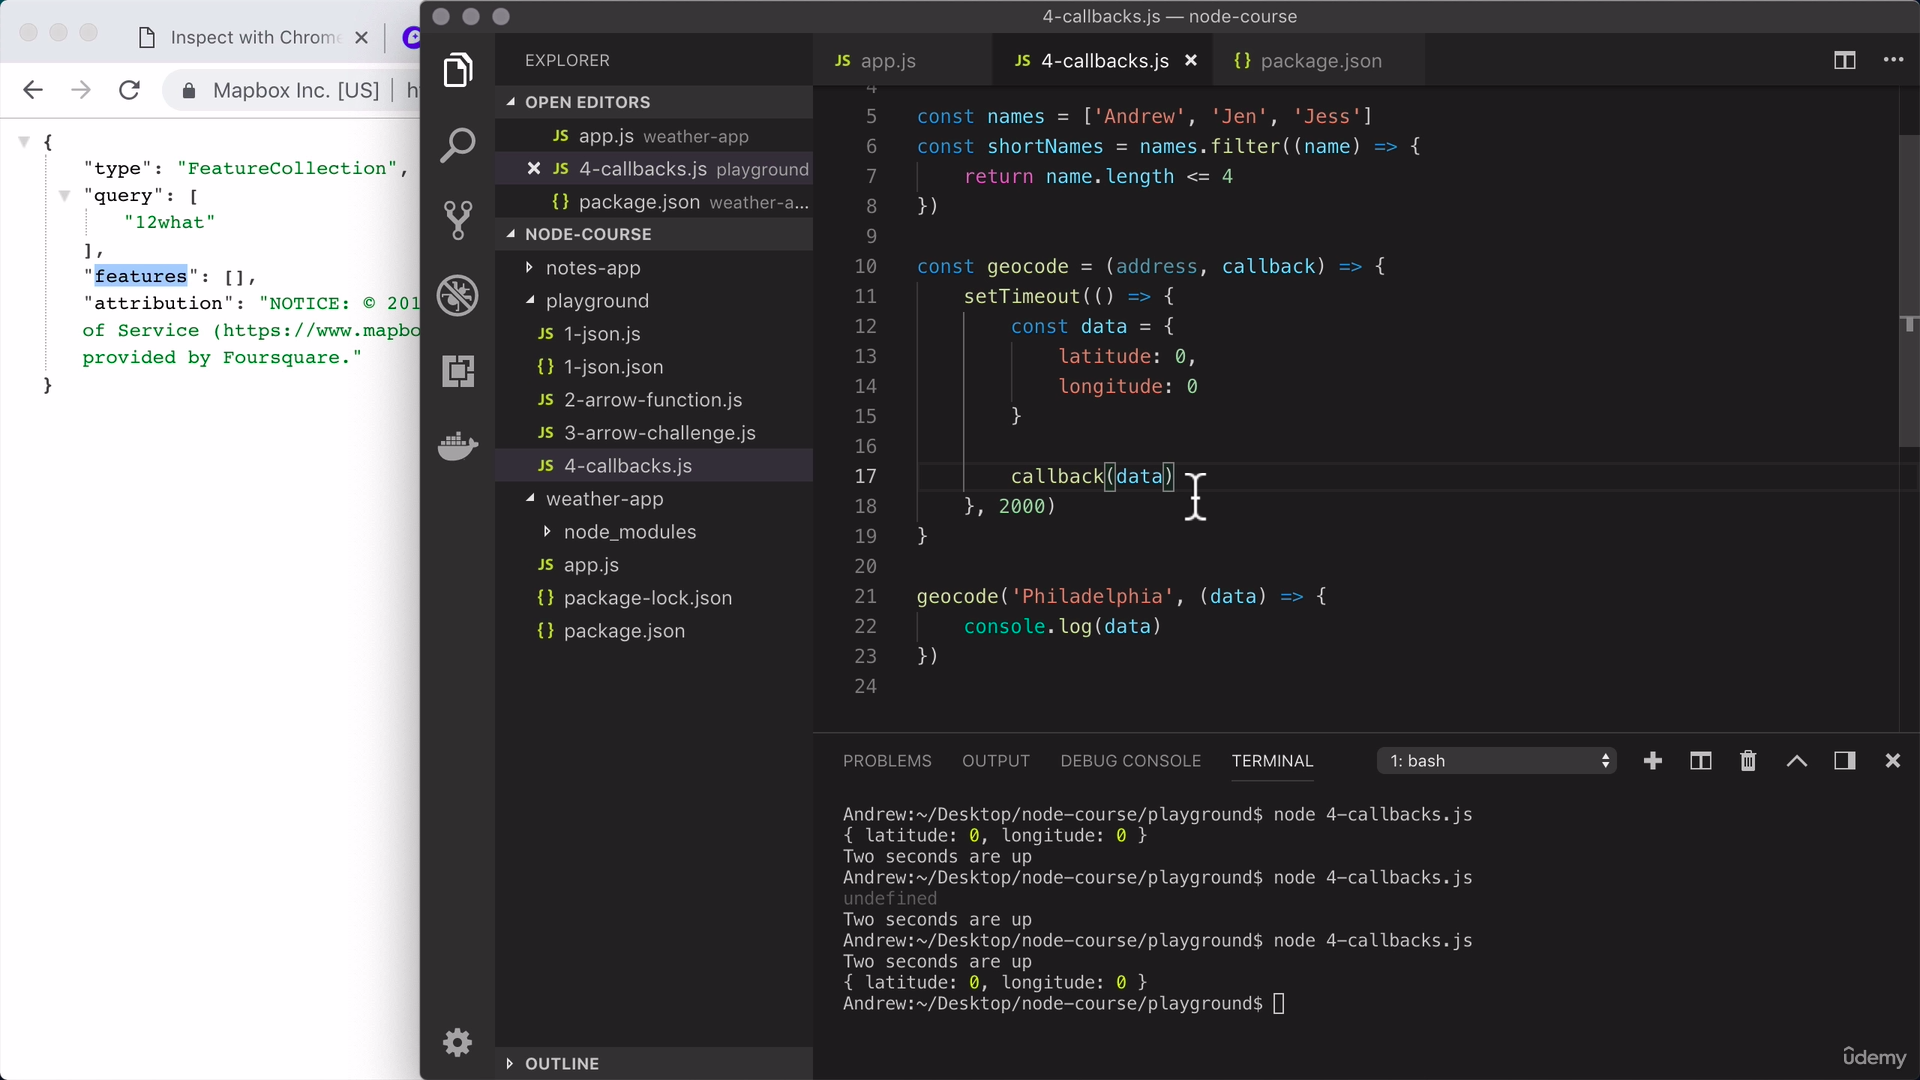 4-callbacks.js — node-course
Inspect with Chrome
Mapbox Inc. [US]
{
"type": "FeatureCollection",
"query": [
"12what"
],
"features": [],
"attribution": "NOTICE: © 201
of Service (https://www.mapbo
provided by Foursquare."
}
EXPLORER
OPEN EDITORS
JS app.js weather-app
JS 4-callbacks.js playground
{} package.json weather-a...
NODE-COURSE
notes-app
playground
JS 1-json.js
{} 1-json.json
JS 2-arrow-function.js
JS 3-arrow-challenge.js
JS 4-callbacks.js
weather-app
node_modules
JS app.js
{} package-lock.json
{} package.json
OUTLINE
JS app.js
JS 4-callbacks.js
{} package.json
4
5 const names = ['Andrew', 'Jen', 'Jess']
6 const shortNames = names.filter((name) => {
7 return name.length <= 4
8 })
9
10 const geocode = (address, callback) => {
11 setTimeout(() => {
12 const data = {
13 latitude: 0,
14 longitude: 0
15 }
16
17 callback(data)
18 }, 2000)
19 }
20
21 geocode('Philadelphia', (data) => {
22 console.log(data)
23 })
24
PROBLEMS OUTPUT DEBUG CONSOLE TERMINAL 1: bash
Andrew:~/Desktop/node-course/playground$ node 4-callbacks.js
{ latitude: 0, longitude: 0 }
Two seconds are up
Andrew:~/Desktop/node-course/playground$ node 4-callbacks.js
undefined
Two seconds are up
Andrew:~/Desktop/node-course/playground$ node 4-callbacks.js
Two seconds are up
{ latitude: 0, longitude: 0 }
Andrew:~/Desktop/node-course/playground$
ûdemy